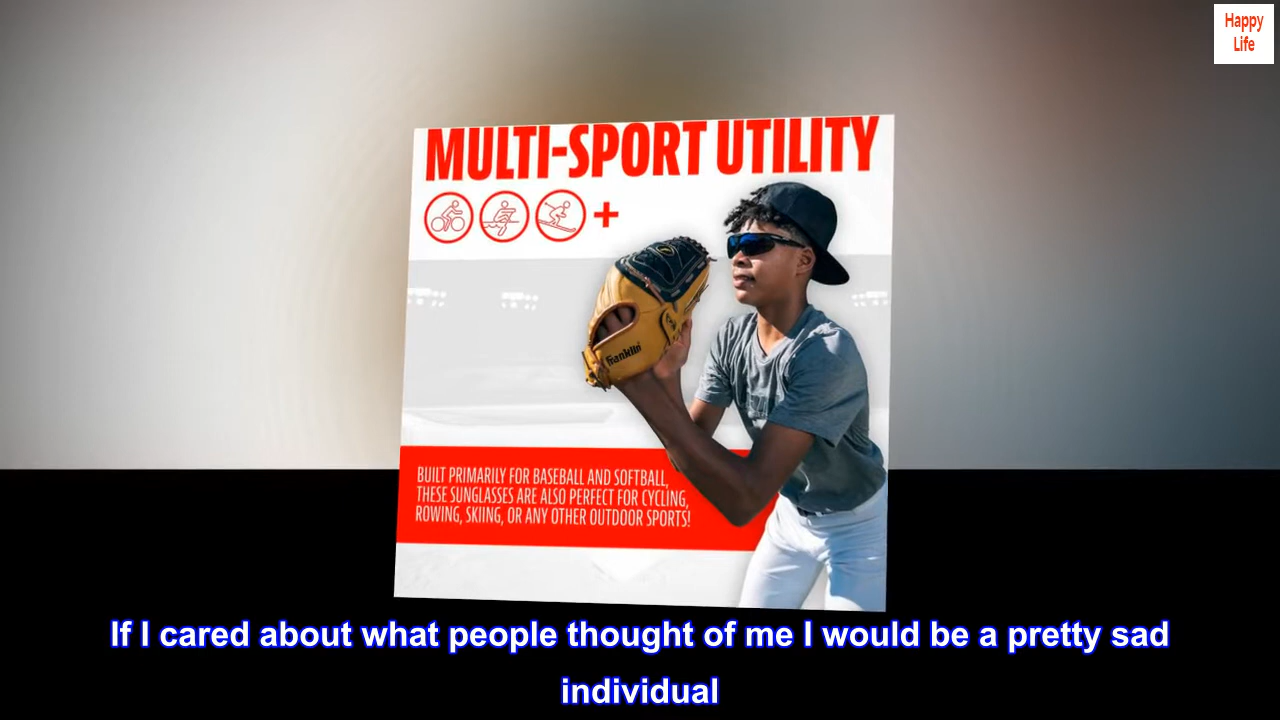 Happy
Life
MULTI-SPORT UTILITY
+
Franklin
BUILT PRIMARILY FOR BASEBALL AND SOFTBALL,
THESE SUNGLASSES ARE ALSO PERFECT FOR CYCLING,
ROWING, SKIING, OR ANY OTHER OUTDOOR SPORTS!
If I cared about what people thought of me I would be a pretty sad
individual